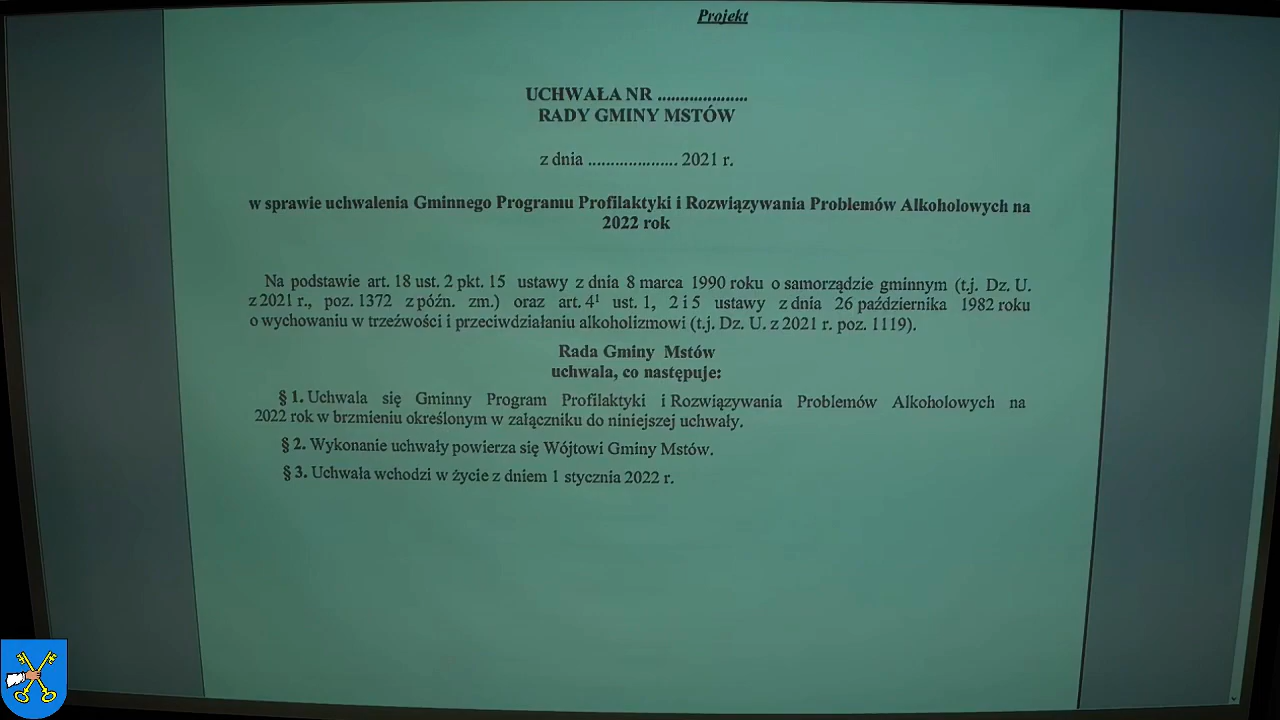 Projekt
UCHWAŁA NR ....................
RADY GMINY MSTÓW
z dnia .................... 2021 r.
w sprawie uchwalenia Gminnego Programu Profilaktyki i Rozwiązywania Problemów Alkoholowych na
2022 rok
Na podstawie art. 18 ust. 2 pkt. 15 ustawy z dnia 8 marca 1990 roku o samorządzie gminnym (t.j. Dz. U.
z 2021 r., poz. 1372 z późn. zm.) oraz art. 4¹ ust. 1, 2 i 5 ustawy z dnia 26 października 1982 roku
o wychowaniu w trzeźwości i przeciwdziałaniu alkoholizmowi (t.j. Dz. U. z 2021 r. poz. 1119).
Rada Gminy Mstów
uchwala, co następuje:
§ 1. Uchwala się Gminny Program Profilaktyki i Rozwiązywania Problemów Alkoholowych na
2022 rok w brzmieniu określonym w załączniku do niniejszej uchwały.
§ 2. Wykonanie uchwały powierza się Wójtowi Gminy Mstów.
§ 3. Uchwała wchodzi w życie z dniem 1 stycznia 2022 r.